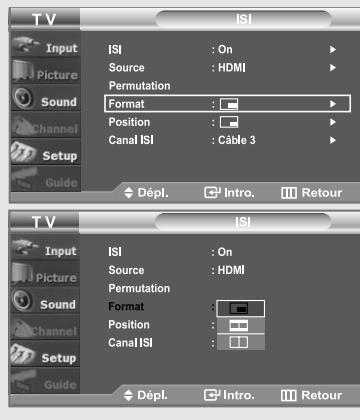 TV ISI
Input
Picture
Sound
Channel
Setup
Guide
ISI : On
Source : HDMI
Permutation
Format :
Position :
Canal ISI : Câble 3
Dépl. Intro. Retour
TV ISI
Input
Picture
Sound
Channel
Setup
Guide
ISI : On
Source : HDMI
Permutation
Format :
Position :
Canal ISI :
Dépl. Intro. Retour